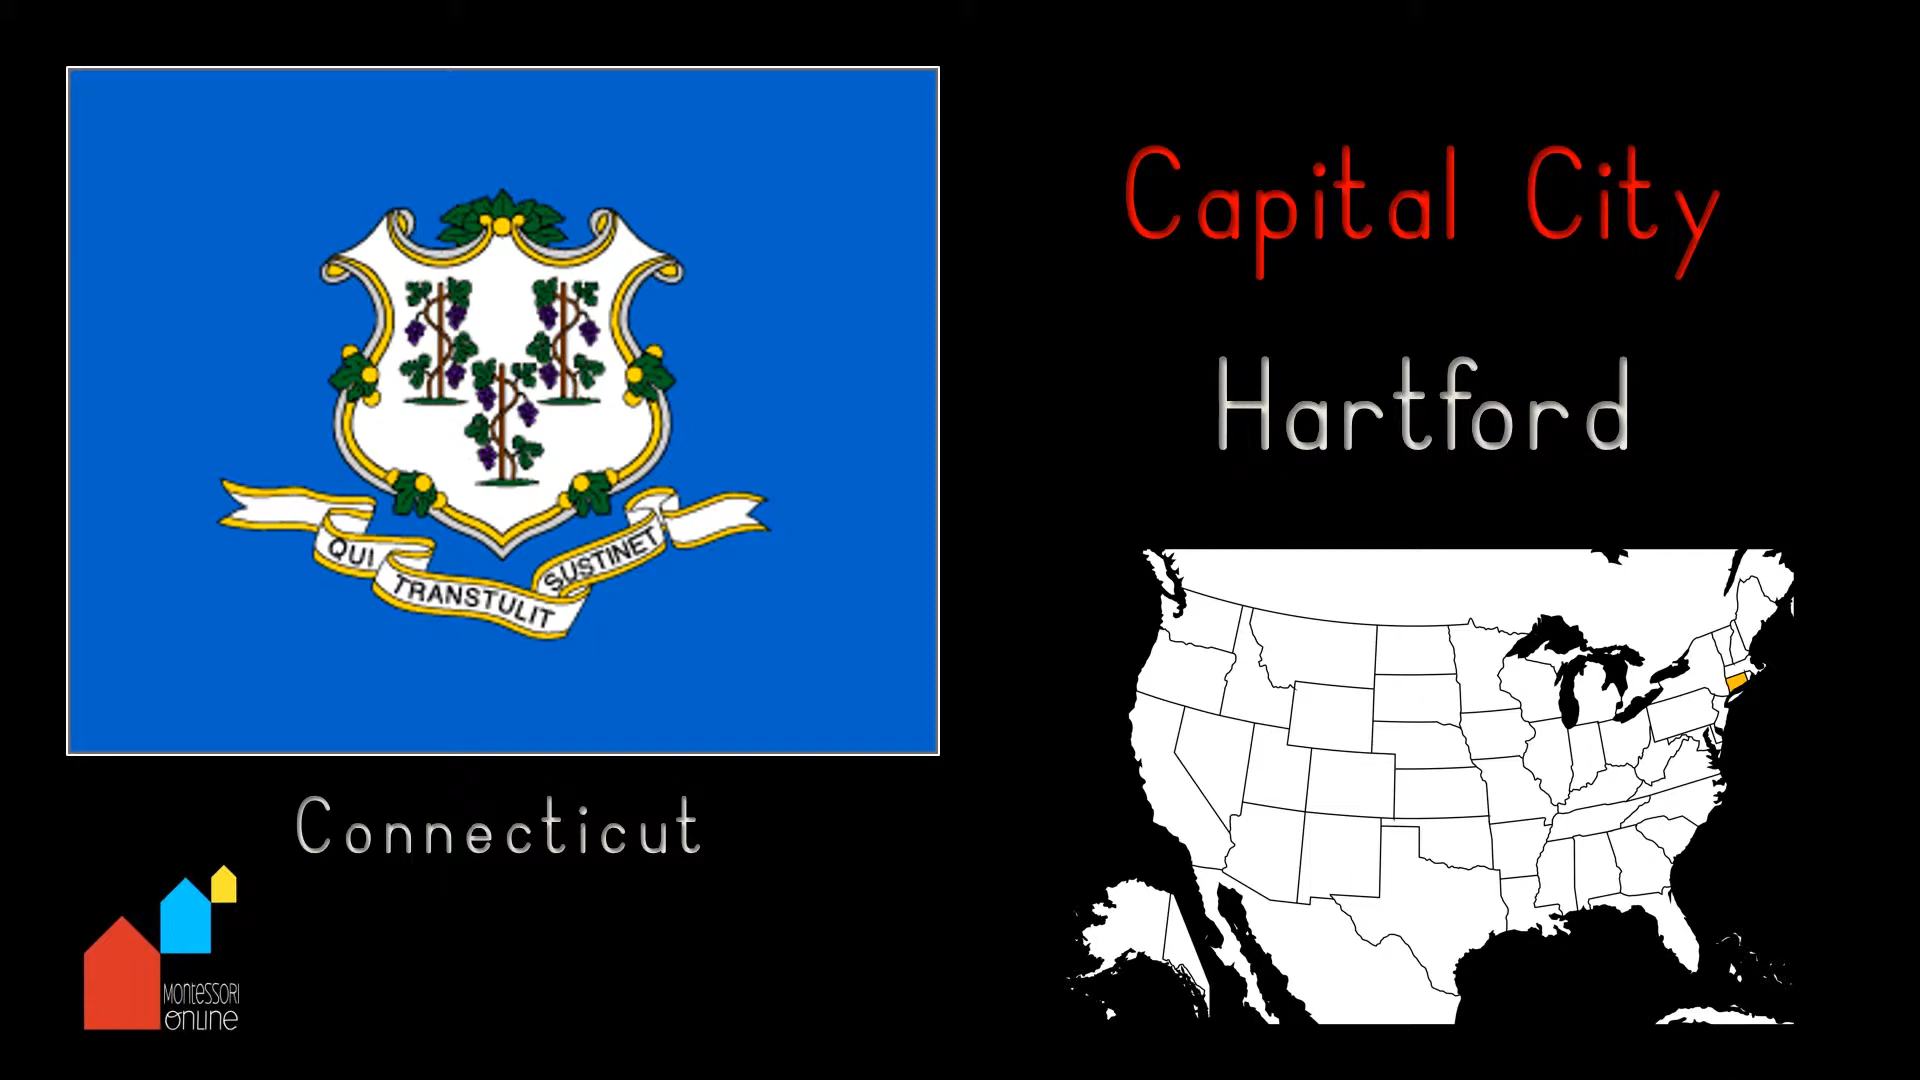 QUI
TRANSTULIT
SUSTINET
Connecticut
Capital City
Hartford
MONTESSORI
ONLINE